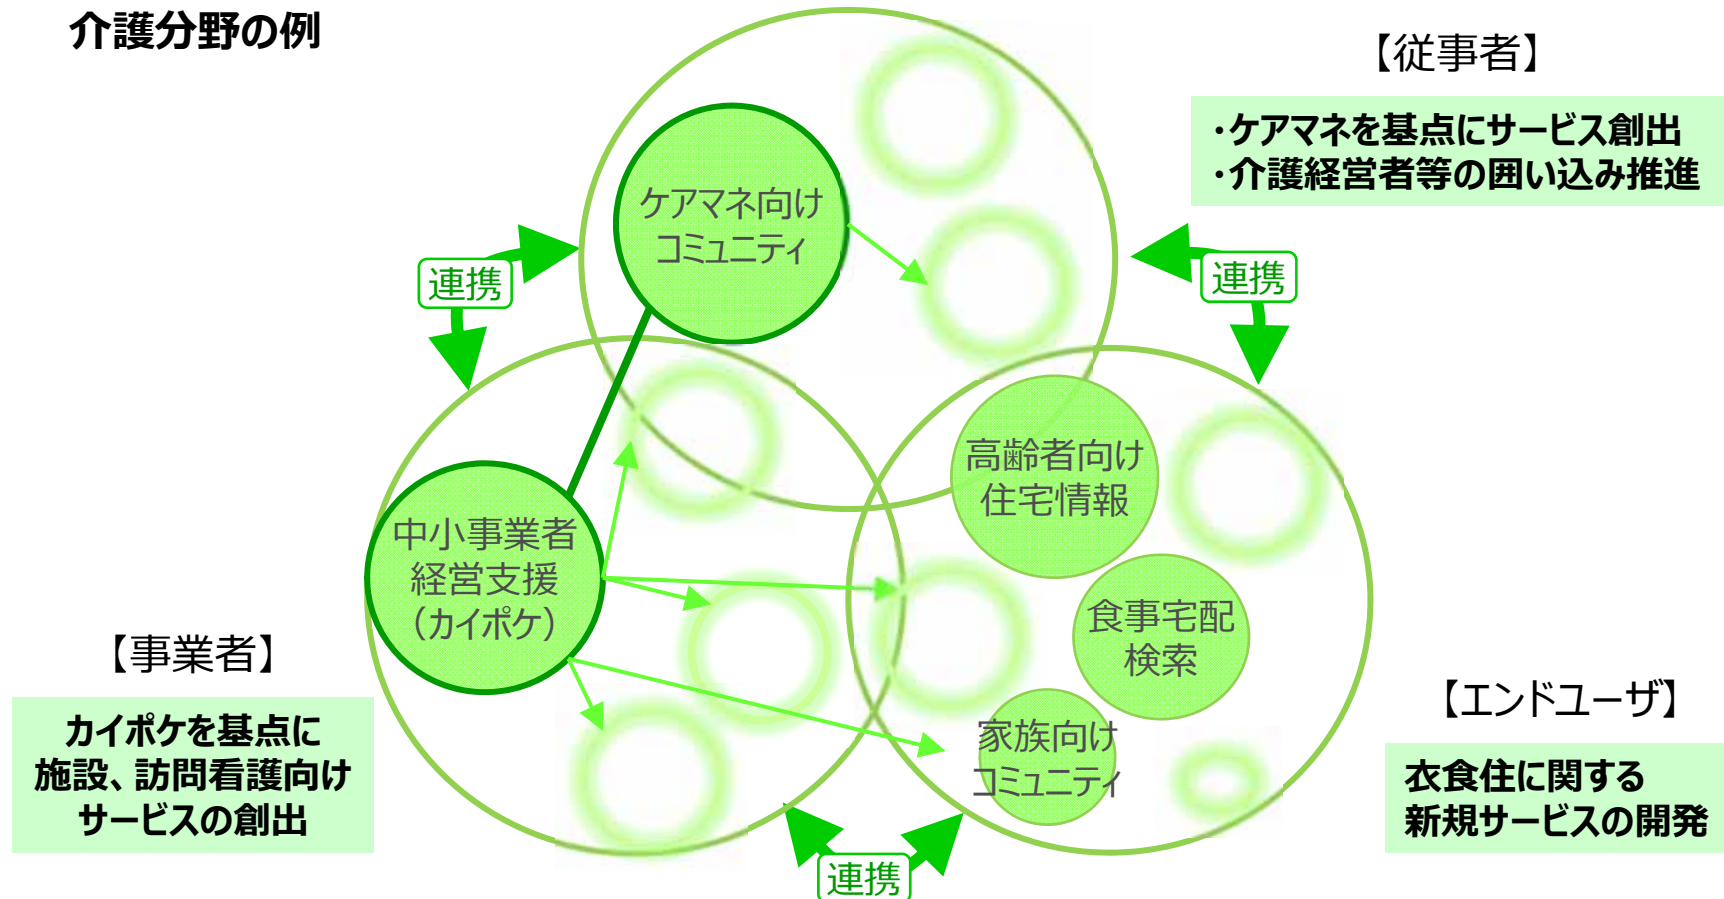 介護分野の例
【従事者】
・ケアマネを基点にサービス創出
・介護経営者等の囲い込み推進
ケアマネ向け
コミュニティ
連携
連携
高齢者向け
住宅情報
中小事業者
経営支援
（カイポケ）
食事宅配
検索
【事業者】
カイポケを基点に
施設、訪問看護向け
サービスの創出
家族向け
コミュニティ
【エンドユーザ】
衣食住に関する
新規サービスの開発
連携